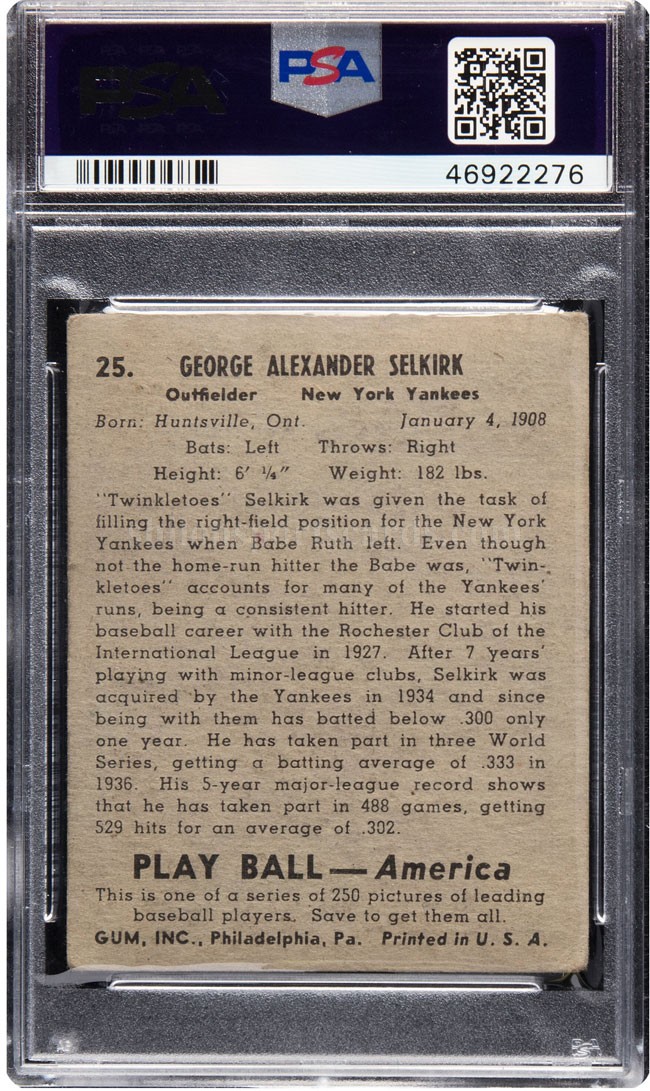 PSA
PSA
46922276
25. GEORGE ALEXANDER SELKIRK
Outfielder New York Yankees
Born: Huntsville, Ont. January 4, 1908
Bats: Left Throws: Right
Height: 6' ¼" Weight: 182 lbs.
"Twinkletoes" Selkirk was given the task of
filling the right-field position for the New York
Yankees when Babe Ruth left. Even though
not the home-run hitter the Babe was, "Twin-
kletoes" accounts for many of the Yankees'
runs, being a consistent hitter. He started his
baseball career with the Rochester Club of the
International League in 1927. After 7 years'
playing with minor-league clubs, Selkirk was
acquired by the Yankees in 1934 and since
being with them has batted below .300 only
one year. He has taken part in three World
Series, getting a batting average of .333 in
1936. His 5-year major-league record shows
that he has taken part in 488 games, getting
529 hits for an average of .302.
PLAY BALL — America
This is one of a series of 250 pictures of leading
baseball players. Save to get them all.
GUM, INC., Philadelphia, Pa. Printed in U. S. A.